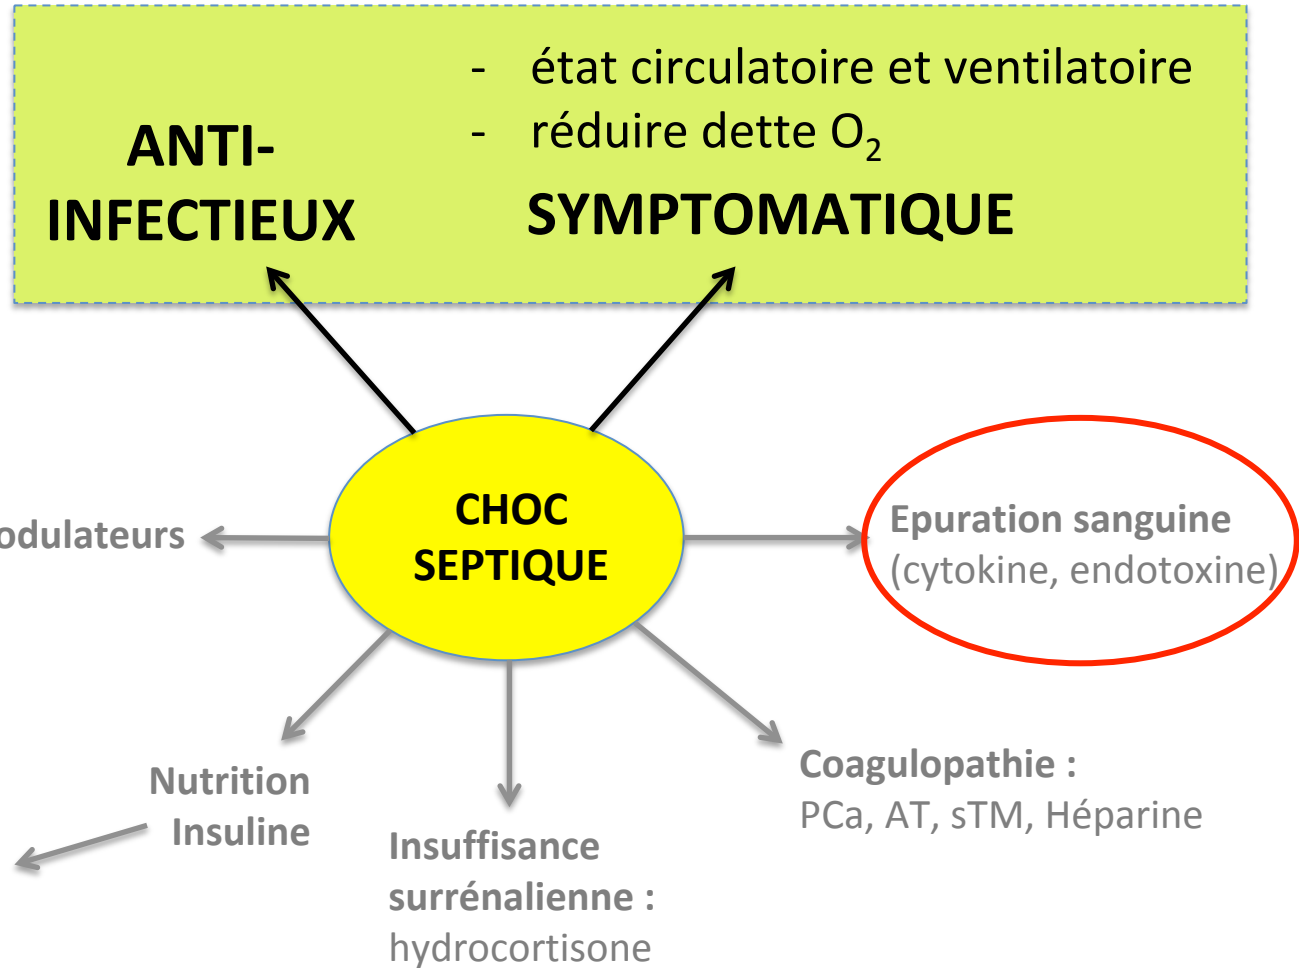 - état circulatoire et ventilatoire
- réduire dette O₂
ANTI-
INFECTIEUX
SYMPTOMATIQUE
CHOC
SEPTIQUE
odulateurs
Epuration sanguine
(cytokine, endotoxine)
Nutrition
Insuline
Insuffisance
surrénalienne :
hydrocortisone
Coagulopathie :
PCa, AT, sTM, Héparine